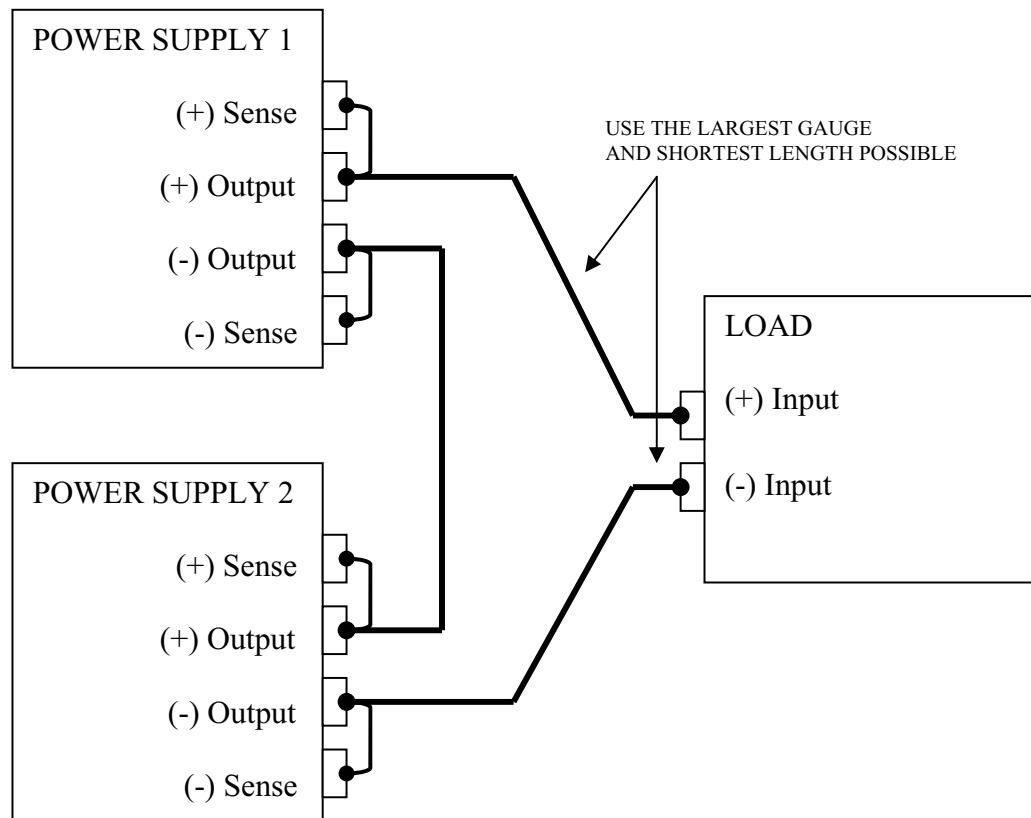 POWER SUPPLY 1
(+) Sense
(+) Output
(-) Output
(-) Sense
USE THE LARGEST GAUGE
AND SHORTEST LENGTH POSSIBLE
LOAD
(+) Input
(-) Input
POWER SUPPLY 2
(+) Sense
(+) Output
(-) Output
(-) Sense